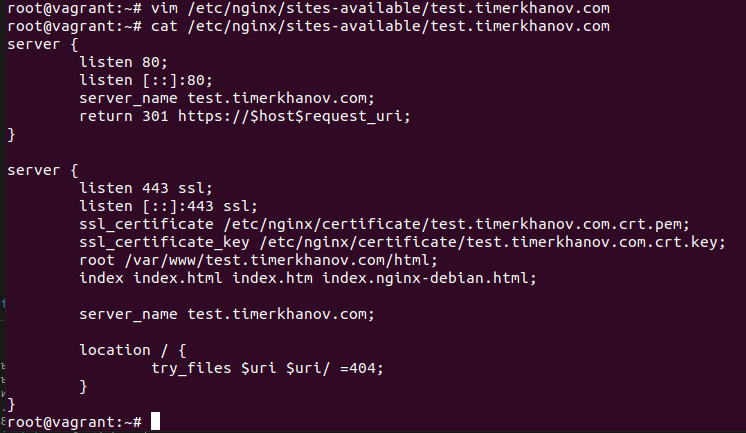 root@vagrant:~# vim /etc/nginx/sites-available/test.timerkhanov.com
root@vagrant:~# cat /etc/nginx/sites-available/test.timerkhanov.com
server {
        listen 80;
        listen [::]:80;
        server_name test.timerkhanov.com;
        return 301 https://$host$request_uri;
}

server {
        listen 443 ssl;
        listen [::]:443 ssl;
        ssl_certificate /etc/nginx/certificate/test.timerkhanov.com.crt.pem;
        ssl_certificate_key /etc/nginx/certificate/test.timerkhanov.com.crt.key;
        root /var/www/test.timerkhanov.com/html;
        index index.html index.htm index.nginx-debian.html;

        server_name test.timerkhanov.com;

        location / {
                try_files $uri $uri/ =404;
        }
}
root@vagrant:~#